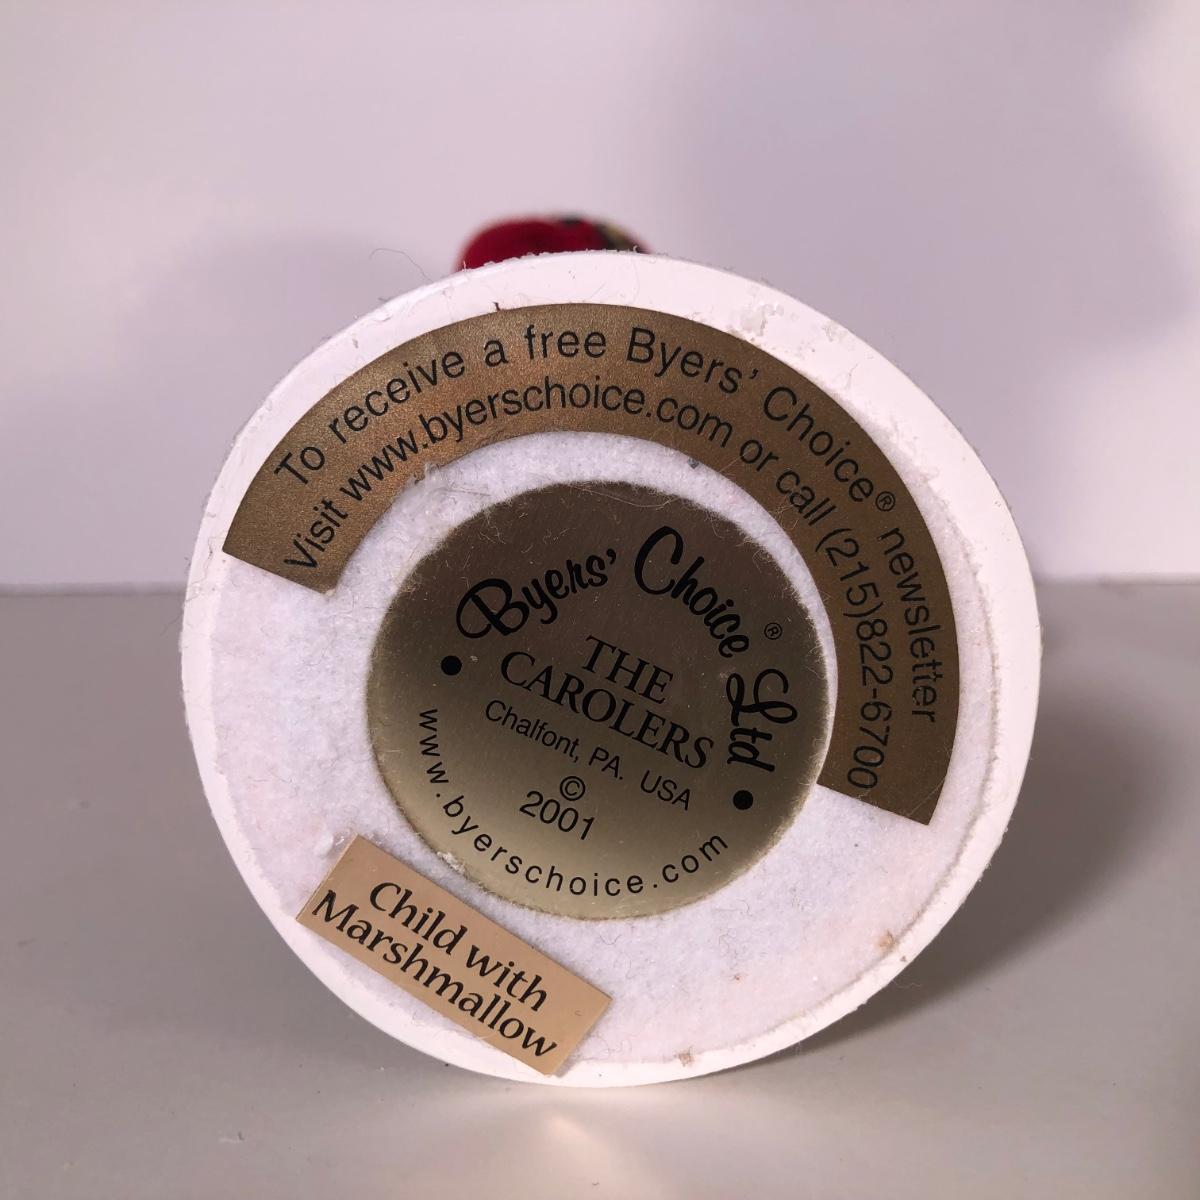 To receive a free Byers' Choice® newsletter
Visit www.byerschoice.com or call (215)822-6700
Byers' Choice® Ltd
THE
CAROLERS
Chalfont, PA. USA
©
2001
www.byerschoice.com
Child with
Marshmallow